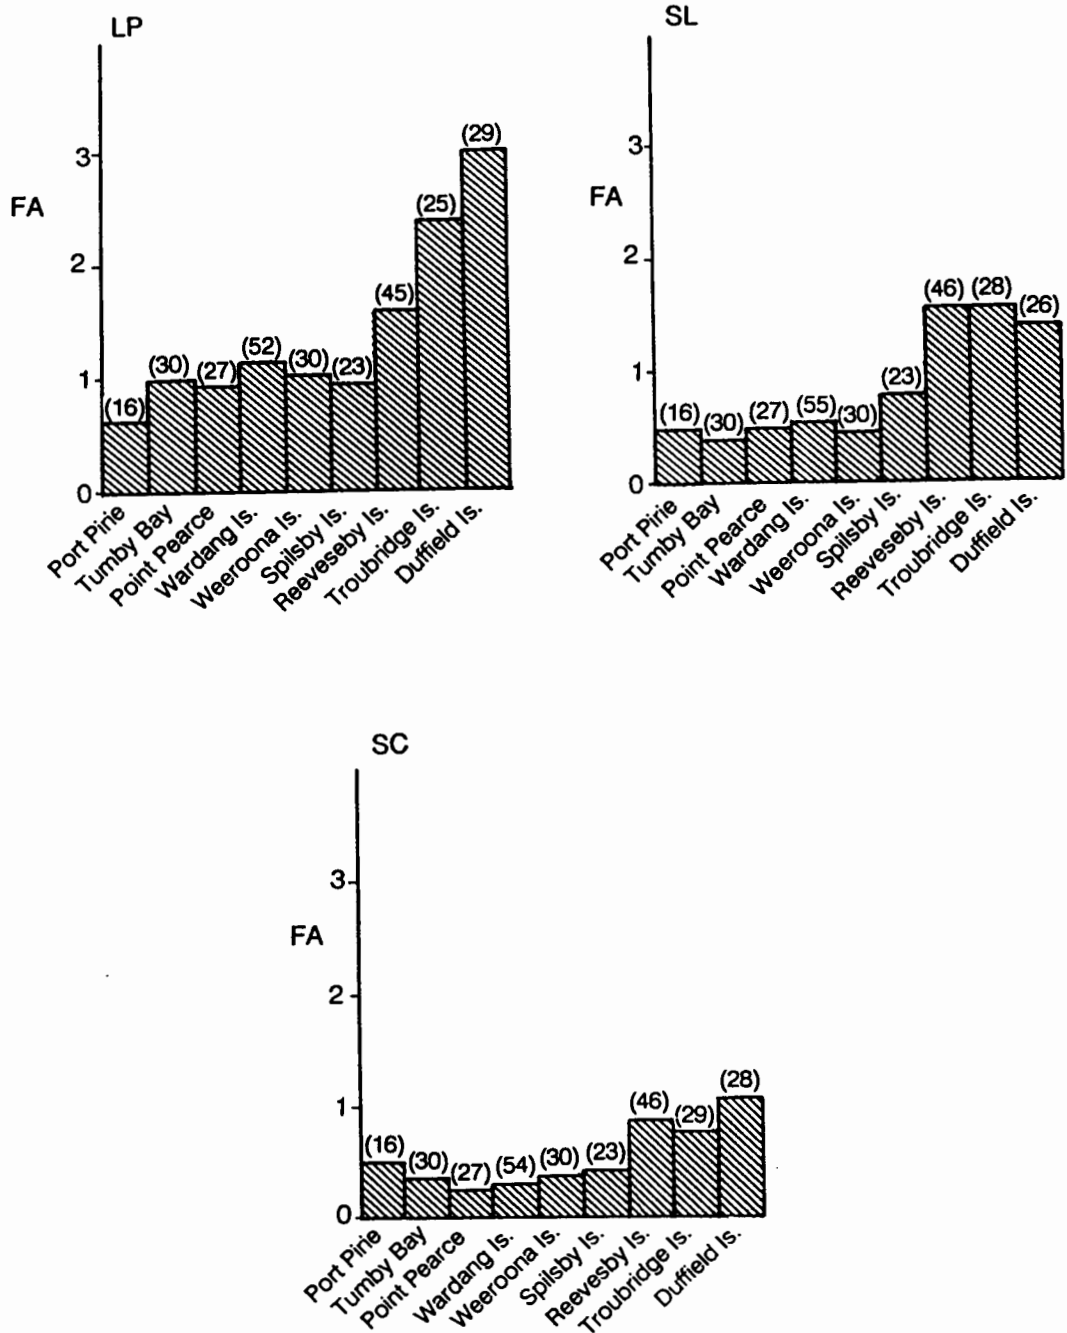 LP
3
2
1
0
FA
(16)
(30)
(27)
(52)
(30)
(23)
(45)
(25)
(29)
Port Pirie
Tumby Bay
Point Pearce
Wardang Is.
Weeroona Is.
Spilsby Is.
Reeveseby Is.
Troubridge Is.
Duffield Is.
SL
3
2
1
0
FA
(16)
(30)
(27)
(55)
(30)
(23)
(46)
(28)
(26)
Port Pirie
Tumby Bay
Point Pearce
Wardang Is.
Weeroona Is.
Spilsby Is.
Reeveseby Is.
Troubridge Is.
Duffield Is.
SC
3
2
1
0
FA
(16)
(30)
(27)
(54)
(30)
(23)
(46)
(29)
(28)
Port Pirie
Tumby Bay
Point Pearce
Wardang Is.
Weeroona Is.
Spilsby Is.
Reevesby Is.
Troubridge Is.
Duffield Is.